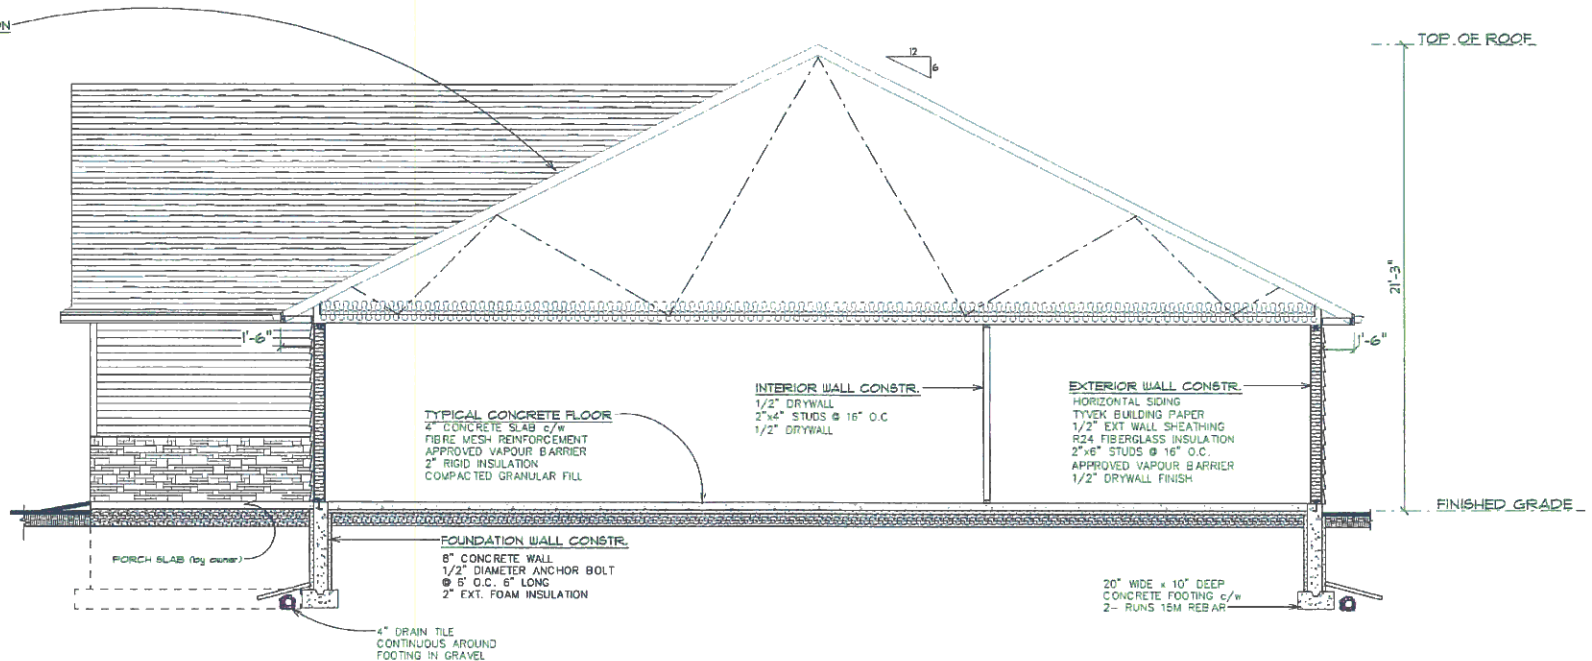 ON
12
6
TOP OF ROOF
21'-3"
1'-6"
1'-6"
INTERIOR WALL CONSTR.
1/2" DRYWALL
2"x4" STUDS @ 16" O.C
1/2" DRYWALL
EXTERIOR WALL CONSTR.
HORIZONTAL SIDING
TYVEK BUILDING PAPER
1/2" EXT WALL SHEATHING
R24 FIBERGLASS INSULATION
2"x6" STUDS @ 16" O.C.
APPROVED VAPOUR BARRIER
1/2" DRYWALL FINISH
TYPICAL CONCRETE FLOOR
4" CONCRETE SLAB c/w
FIBRE MESH REINFORCEMENT
APPROVED VAPOUR BARRIER
2" RIGID INSULATION
COMPACTED GRANULAR FILL
FINISHED GRADE
PORCH SLAB (by owner)
FOUNDATION WALL CONSTR.
8" CONCRETE WALL
1/2" DIAMETER ANCHOR BOLT
@ 6' O.C. 6" LONG
2" EXT. FOAM INSULATION
20" WIDE x 10" DEEP
CONCRETE FOOTING c/w
2- RUNS 15M REBAR
4" DRAIN TILE
CONTINUOUS AROUND
FOOTING IN GRAVEL